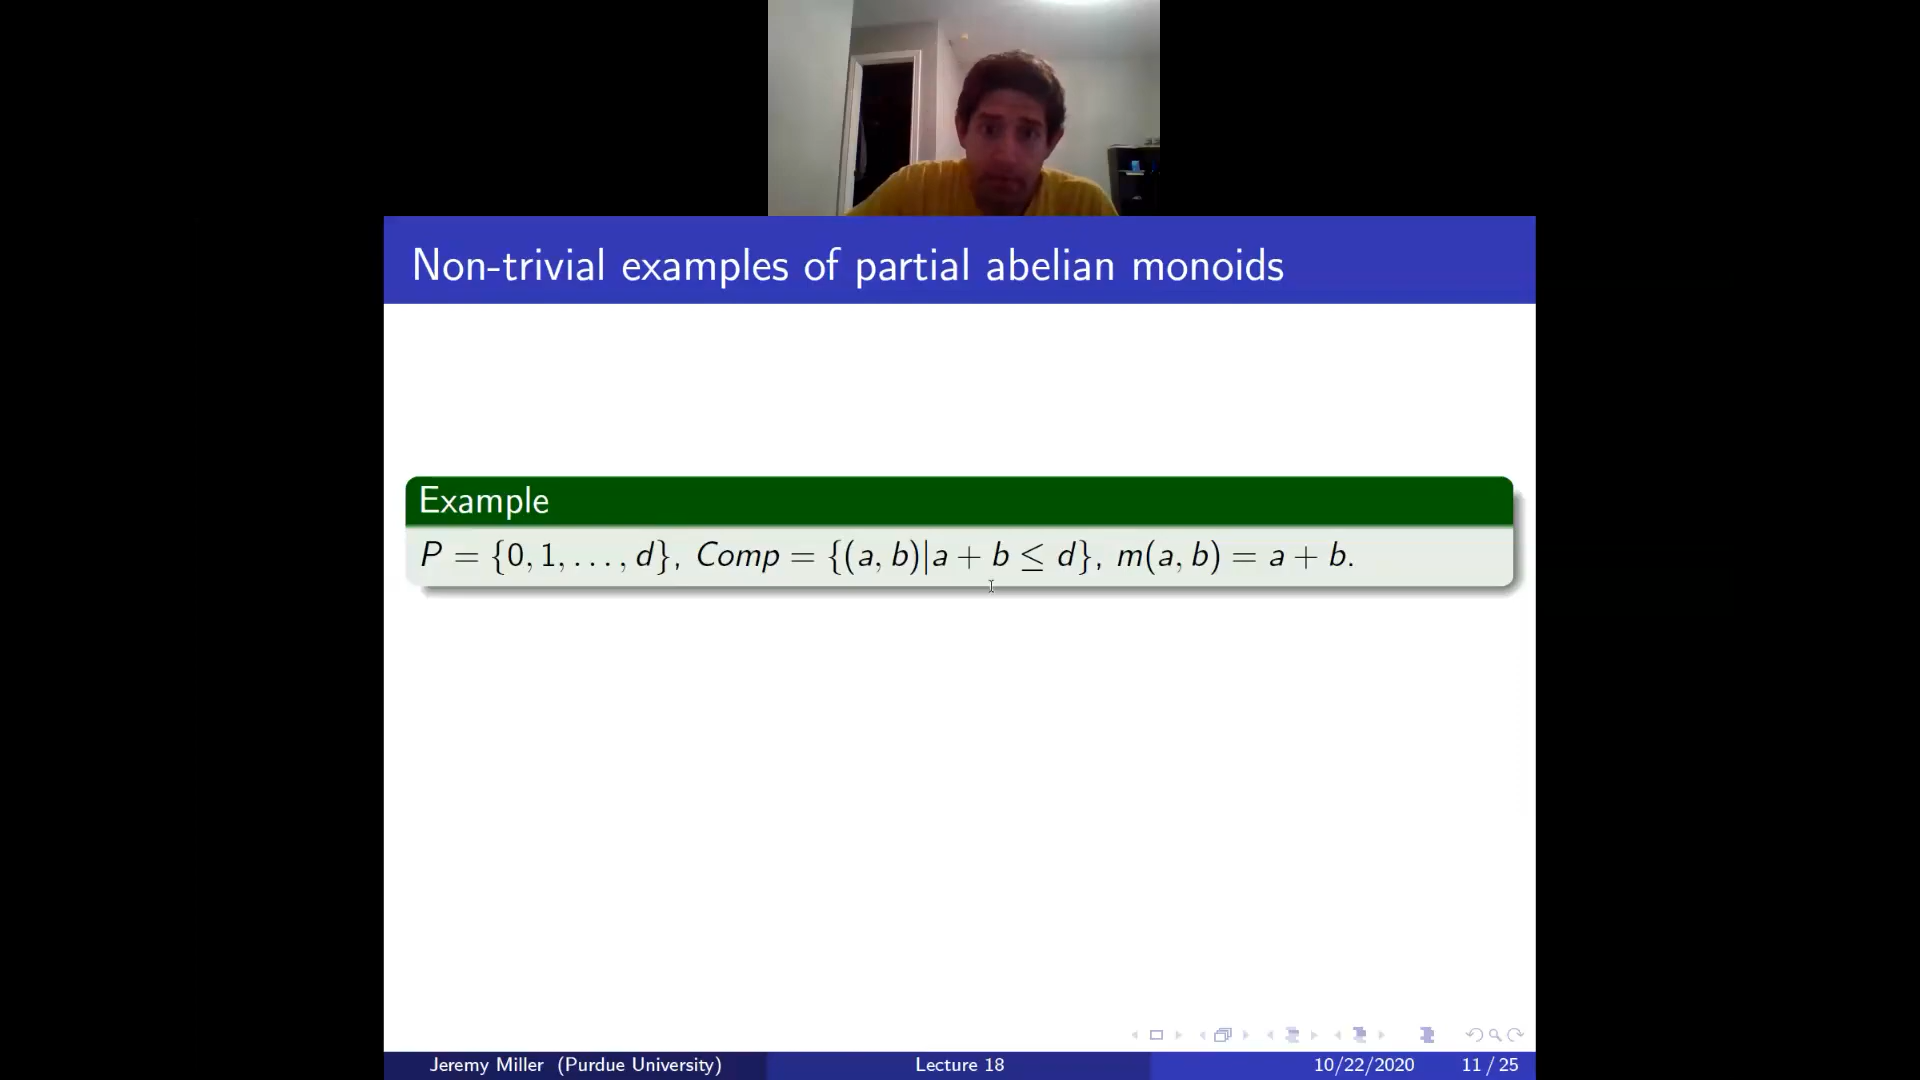 Non-trivial examples of partial abelian monoids
Example
P = {0, 1, . . . , d}, Comp = {(a, b)|a + b ≤ d}, m(a, b) = a + b.
Jeremy Miller (Purdue University) Lecture 18 10/22/2020 11 / 25